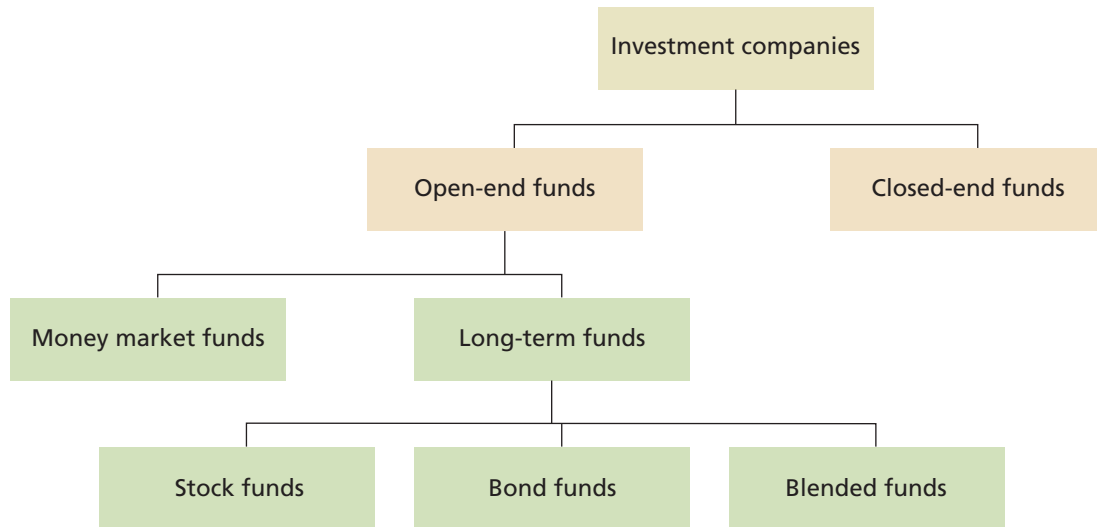 Investment companies
Open-end funds
Closed-end funds
Money market funds
Long-term funds
Stock funds
Bond funds
Blended funds